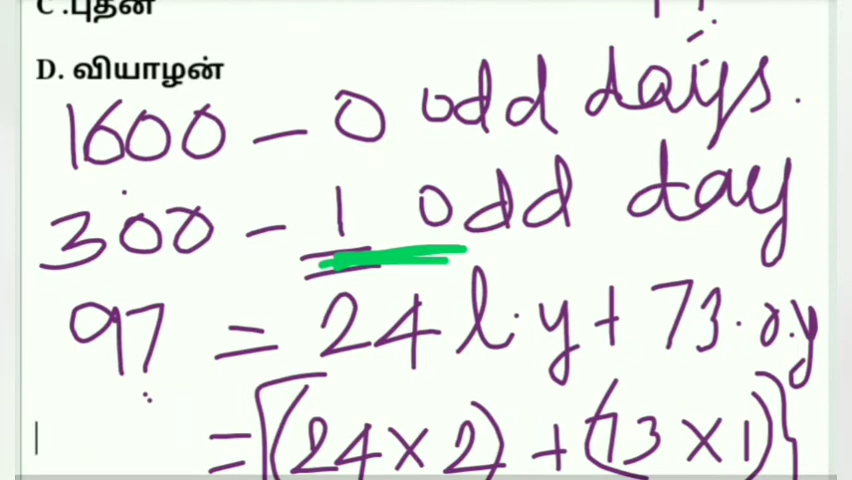 C .புதன்
D. வியாழன்
1600 - 0 odd days.
300 - 1 odd day
97 = 24 l.y + 73. o.y
= [(24 × 2) + (73 × 1)}